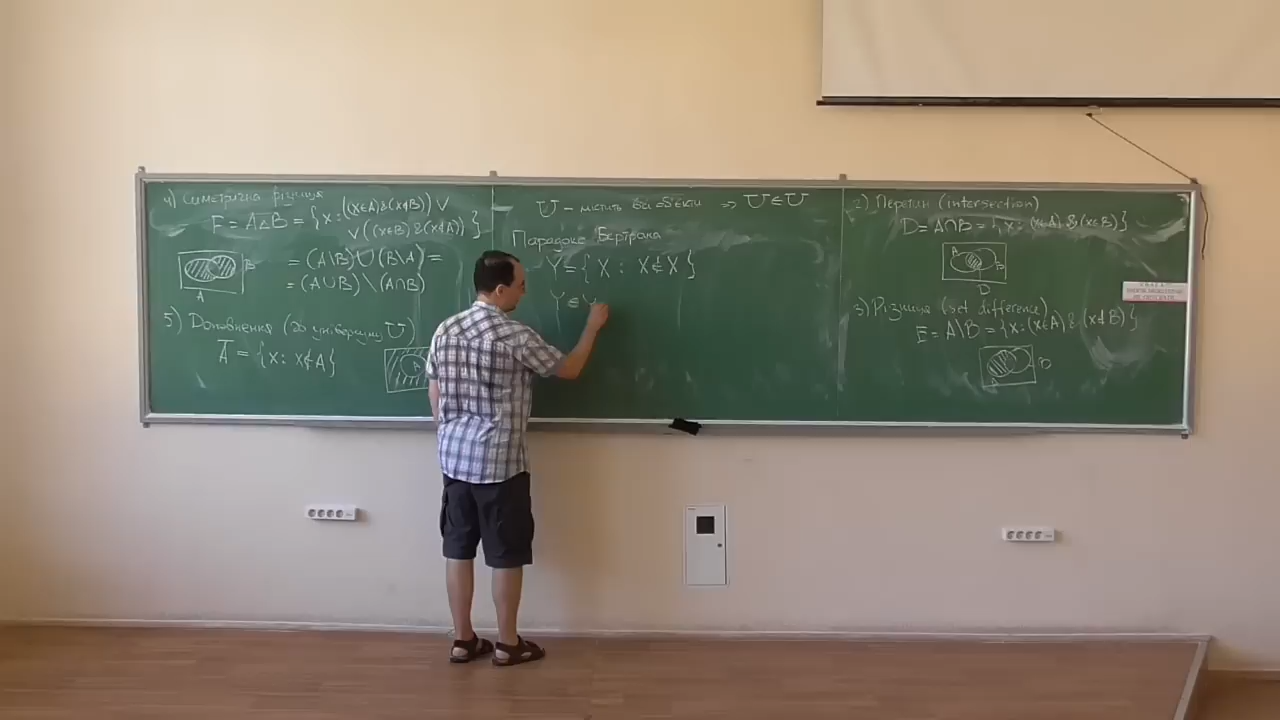 4) Симетрична різниця
F = A △ B = { x : ((x∈A) & (x∉B)) ∨
∨ ((x∈B) & (x∉A)) }
= (A\B) ∪ (B\A) =
= (A∪B) \ (A∩B)
A B
5) Доповнення (до універсуму U)
A̅ = { x : x∉A }
A
U – містить всі об'єкти ⇒ U∈U
Парадокс Бертрана
Y = { X : X∉X }
Y ∈ Y
2) Перетин (intersection)
D = A∩B = { x : (x∈A) & (x∈B) }
A B
D
3) Різниця (set difference)
E = A\B = { x : (x∈A) & (x∉B) }
A B